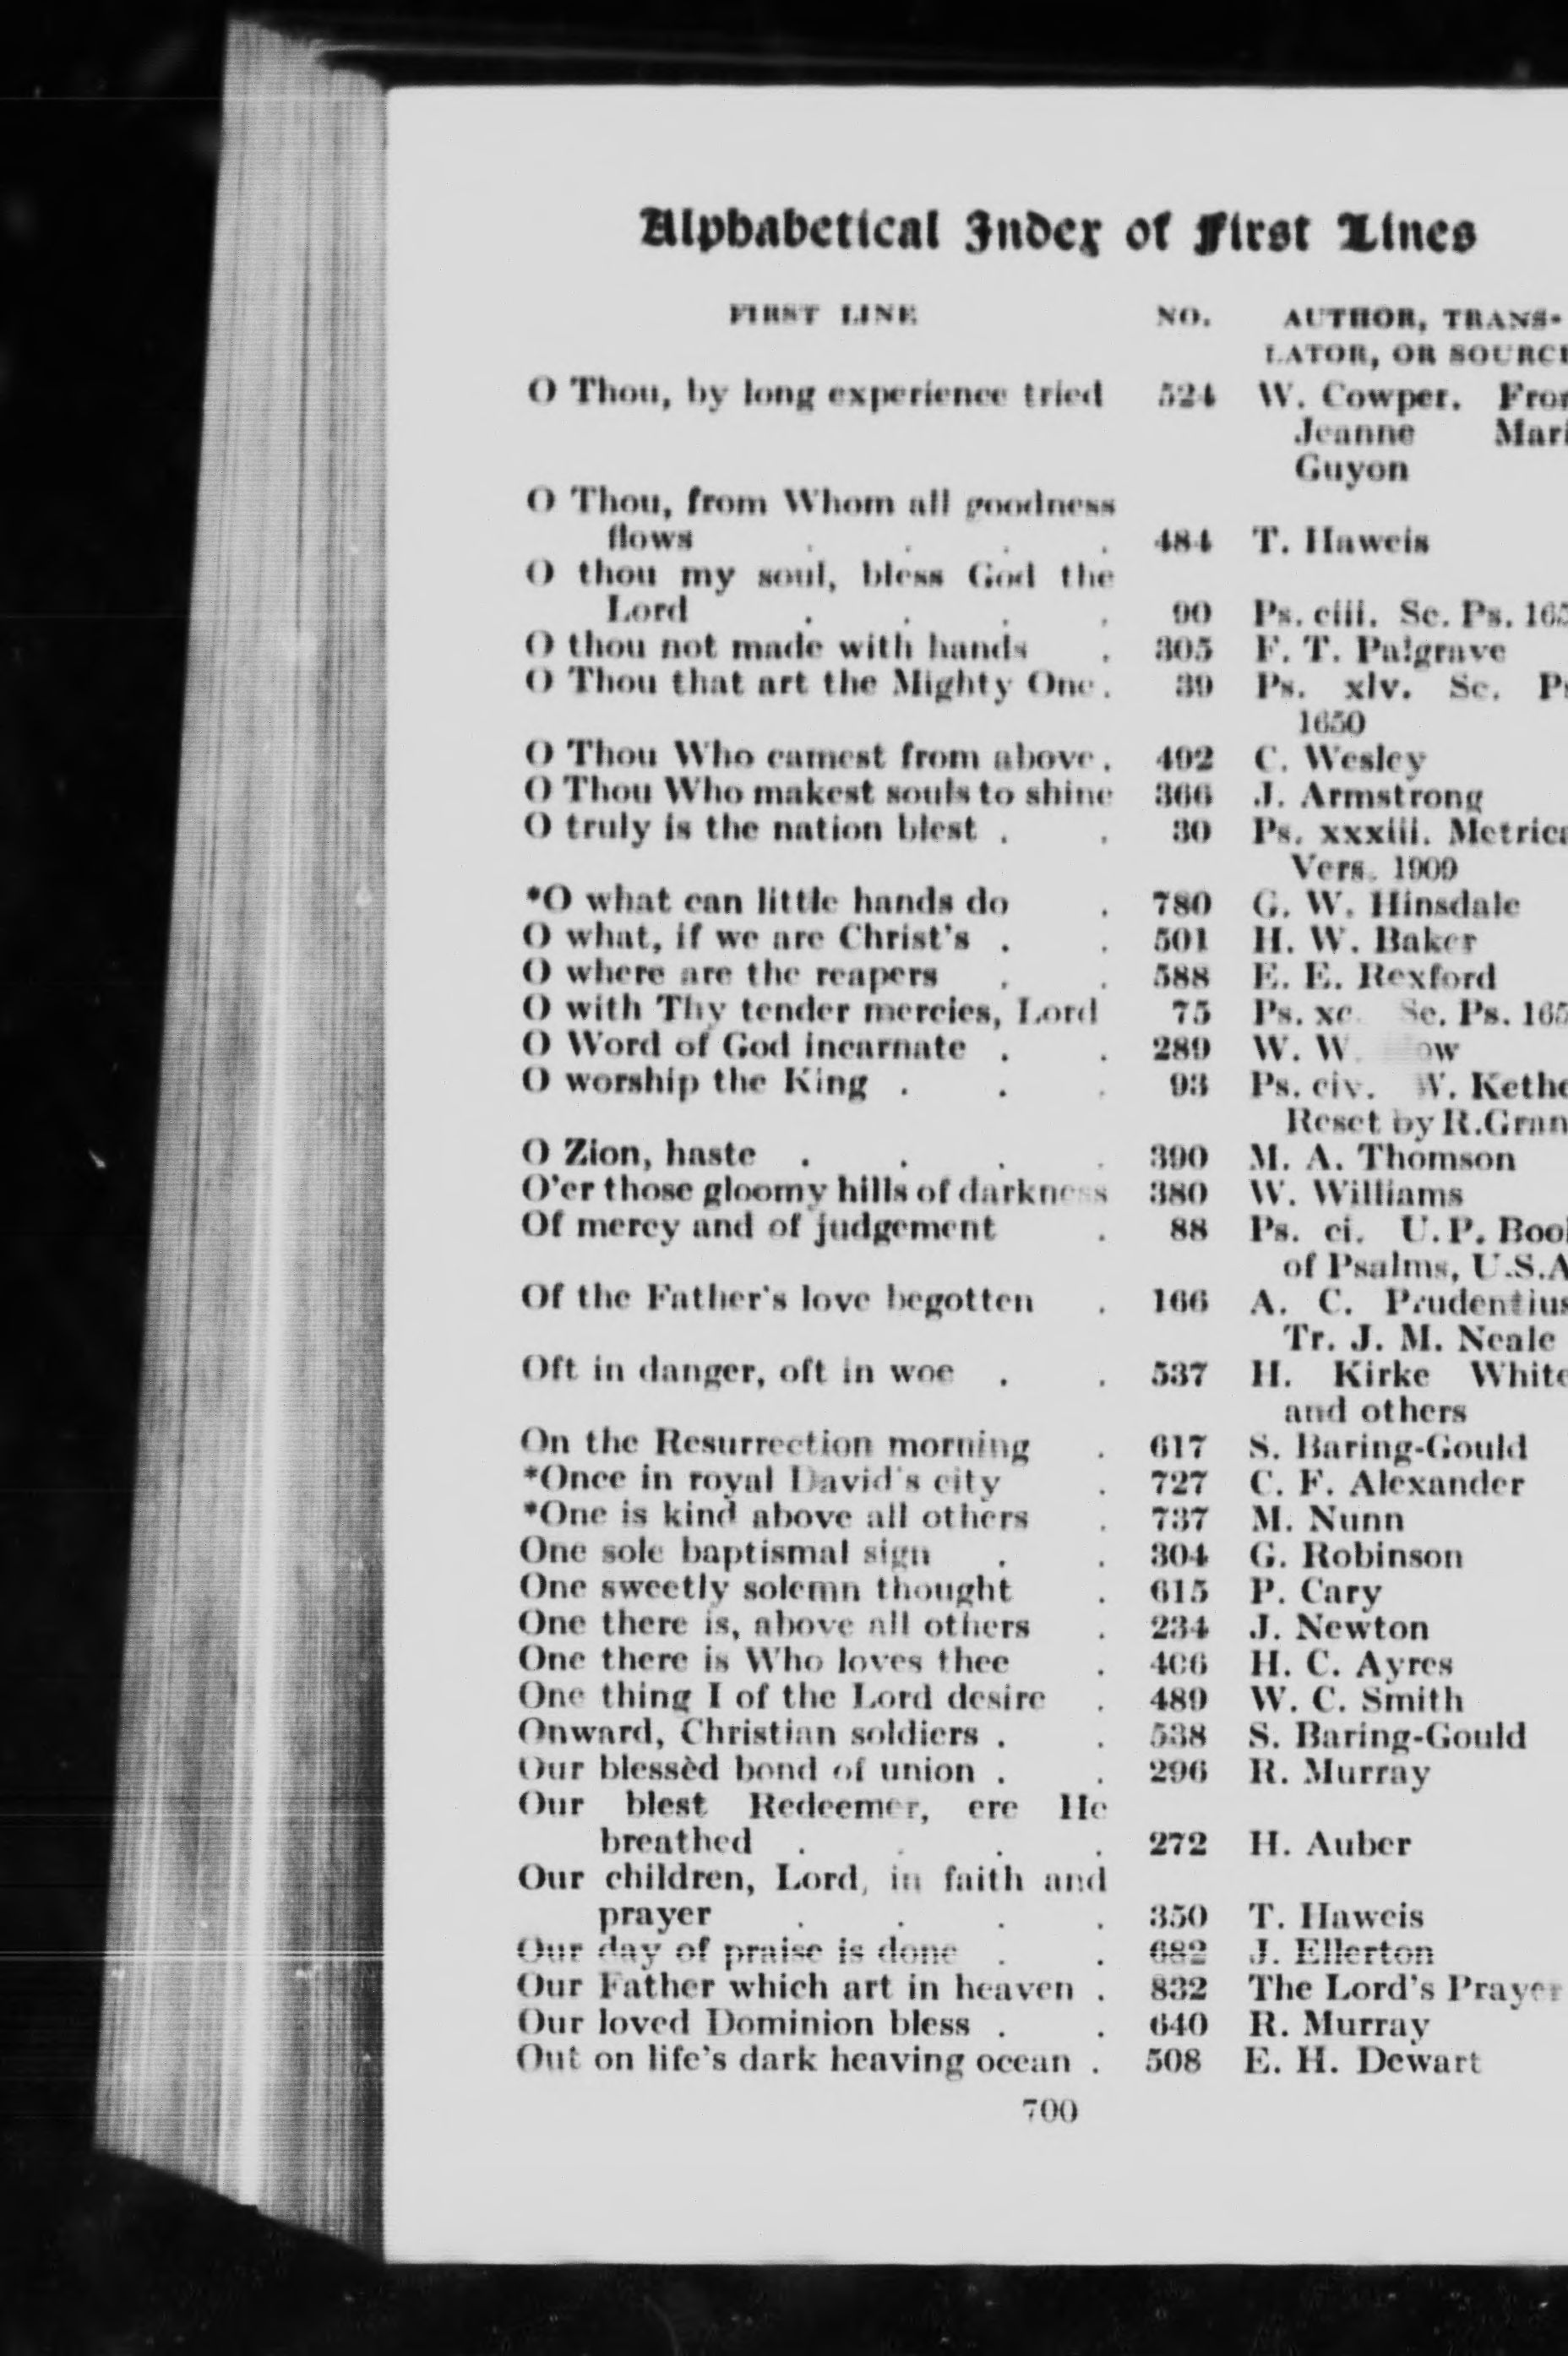 Alphabetical Index of First Lines
FIRST LINE NO. AUTHOR, TRANS-
LATOR, OR SOURC
O Thou, by long experience tried 524 W. Cowper. Fro
Jeanne Mari
Guyon
O Thou, from Whom all goodness
flows . . . . 484 T. Haweis
O thou my soul, bless God the
Lord . . . . 90 Ps. ciii. Sc. Ps. 165
O thou not made with hands . 305 F. T. Palgrave
O Thou that art the Mighty One . 39 Ps. xlv. Sc. Ps
1650
O Thou Who camest from above . 492 C. Wesley
O Thou Who makest souls to shine 366 J. Armstrong
O truly is the nation blest . . 30 Ps. xxxiii. Metrica
Vers. 1909
*O what can little hands do . 780 G. W. Hinsdale
O what, if we are Christ's . . 501 H. W. Baker
O where are the reapers . . 588 E. E. Rexford
O with Thy tender mercies, Lord 75 Ps. xc. Sc. Ps. 165
O Word of God incarnate . . 289 W. W. ow
O worship the King . . . 93 Ps. civ. W. Kethe
Reset by R. Gran
O Zion, haste . . . . 390 M. A. Thomson
O'er those gloomy hills of darkness 380 W. Williams
Of mercy and of judgement . 88 Ps. ci. U.P. Boo
of Psalms, U.S.A
Of the Father's love begotten . 166 A. C. Prudentius
Tr. J. M. Neale
Oft in danger, oft in woe . . 537 H. Kirke White
and others
On the Resurrection morning . 617 S. Baring-Gould
*Once in royal David's city . 727 C. F. Alexander
*One is kind above all others . 737 M. Nunn
One sole baptismal sign . . 304 G. Robinson
One sweetly solemn thought . 615 P. Cary
One there is, above all others . 234 J. Newton
One there is Who loves thee . 406 H. C. Ayres
One thing I of the Lord desire . 489 W. C. Smith
Onward, Christian soldiers . . 538 S. Baring-Gould
Our blessèd bond of union . . 296 R. Murray
Our blest Redeemer, ere He
breathed . . . . 272 H. Auber
Our children, Lord, in faith and
prayer . . . . 350 T. Haweis
Our day of praise is done . . 682 J. Ellerton
Our Father which art in heaven . 832 The Lord's Prayer
Our loved Dominion bless . . 640 R. Murray
Out on life's dark heaving ocean . 508 E. H. Dewart
700